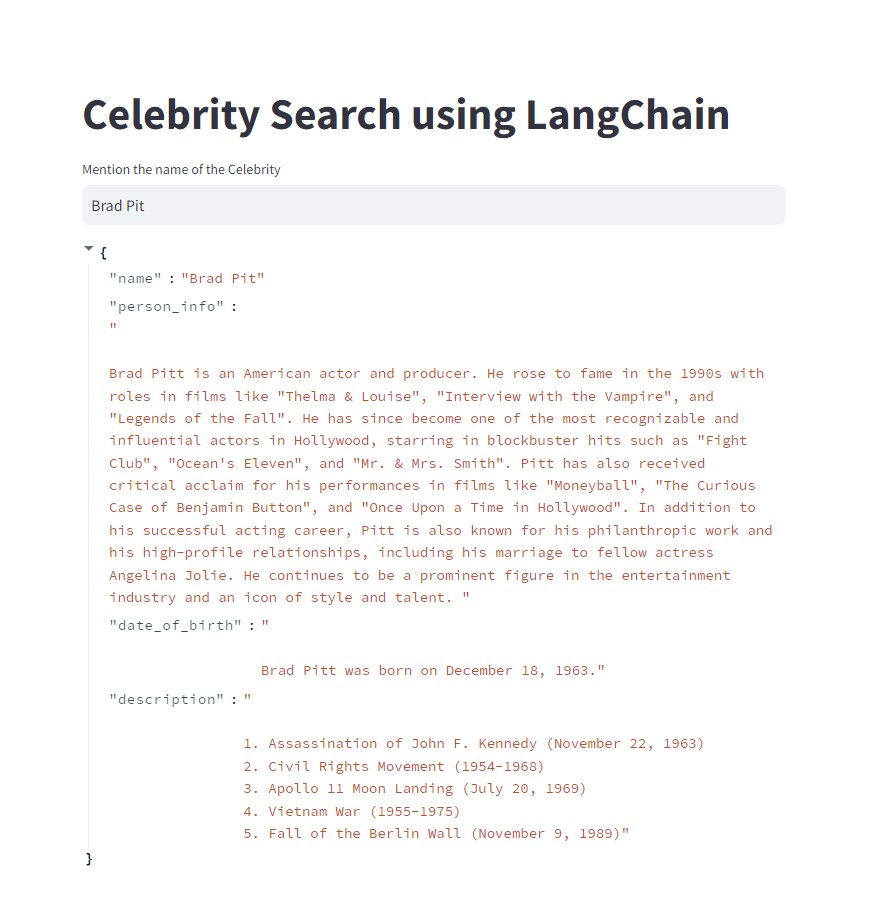 Celebrity Search using LangChain
Mention the name of the Celebrity
Brad Pit
{
"name" : "Brad Pit"
"person_info" :
"
Brad Pitt is an American actor and producer. He rose to fame in the 1990s with
roles in films like "Thelma & Louise", "Interview with the Vampire", and
"Legends of the Fall". He has since become one of the most recognizable and
influential actors in Hollywood, starring in blockbuster hits such as "Fight
Club", "Ocean's Eleven", and "Mr. & Mrs. Smith". Pitt has also received
critical acclaim for his performances in films like "Moneyball", "The Curious
Case of Benjamin Button", and "Once Upon a Time in Hollywood". In addition to
his successful acting career, Pitt is also known for his philanthropic work and
his high-profile relationships, including his marriage to fellow actress
Angelina Jolie. He continues to be a prominent figure in the entertainment
industry and an icon of style and talent. "
"date_of_birth" : "
Brad Pitt was born on December 18, 1963."
"description" : "
1. Assassination of John F. Kennedy (November 22, 1963)
2. Civil Rights Movement (1954-1968)
3. Apollo 11 Moon Landing (July 20, 1969)
4. Vietnam War (1955-1975)
5. Fall of the Berlin Wall (November 9, 1989)"
}